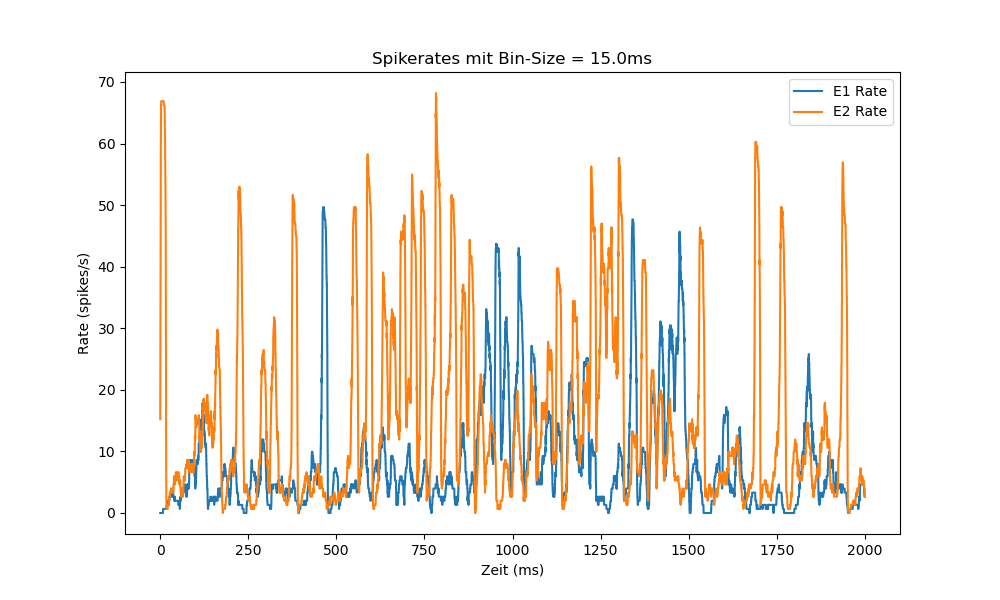 Spikerates mit Bin-Size = 15.0ms
E1 Rate
E2 Rate
Rate (spikes/s)
70
60
50
40
30
20
10
0
0 250 500 750 1000 1250 1500 1750 2000
Zeit (ms)